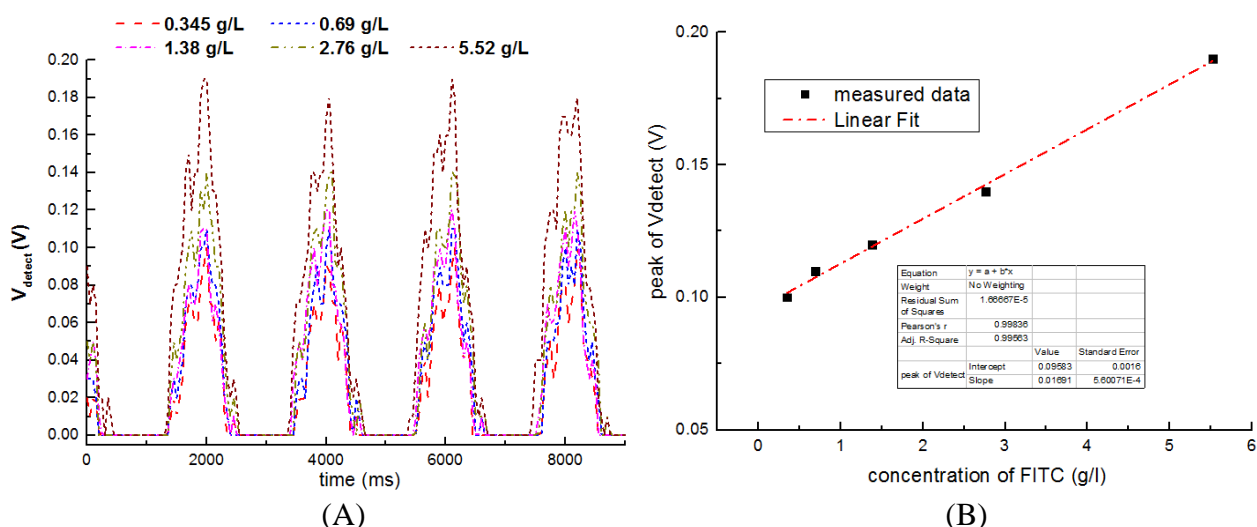 0.345 g/L 0.69 g/L
1.38 g/L 2.76 g/L 5.52 g/L
0.20
0.18
0.16
0.14
0.12
0.10
0.08
0.06
0.04
0.02
0.00
Vdetect (V)
0 2000 4000 6000 8000
time (ms)
(A)
0.20
0.15
0.10
0.05
peak of Vdetect (V)
measured data
Linear Fit
Equation y = a + b*x
Weight No Weighting
Residual Sum of Squares 1.66667E-5
Pearson's r 0.99836
Adj. R-Square 0.99563
Value Standard Error
peak of Vdetect Intercept 0.09583 0.0016
Slope 0.01691 5.60071E-4
0 1 2 3 4 5 6
concentration of FITC (g/l)
(B)